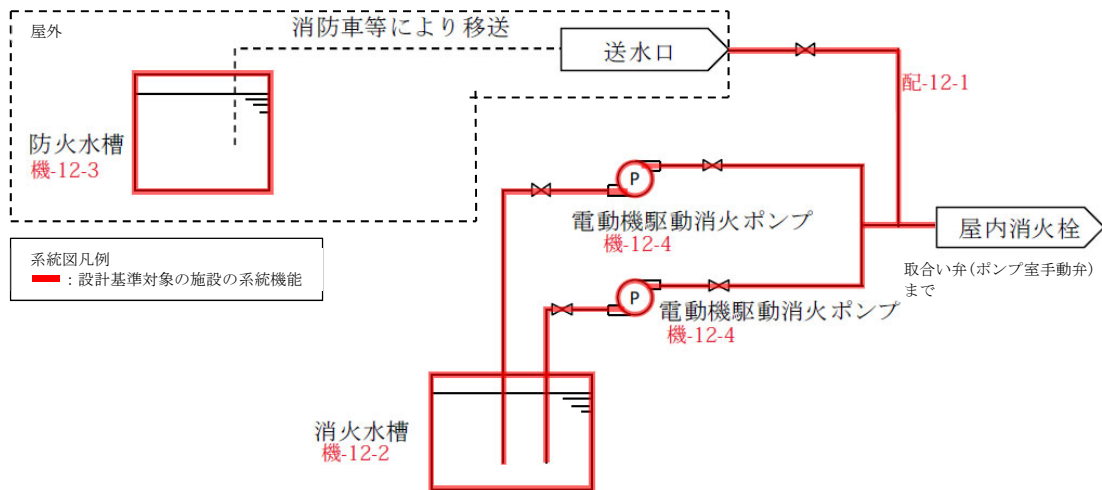 屋外
消防車等により移送
送水口
配-12-1
防火水槽
機-12-3
P
電動機駆動消火ポンプ
機-12-4
屋内消火栓
取合い弁(ポンプ室手動弁)
まで
系統図凡例
：設計基準対象の施設の系統機能
P
電動機駆動消火ポンプ
機-12-4
消火水槽
機-12-2